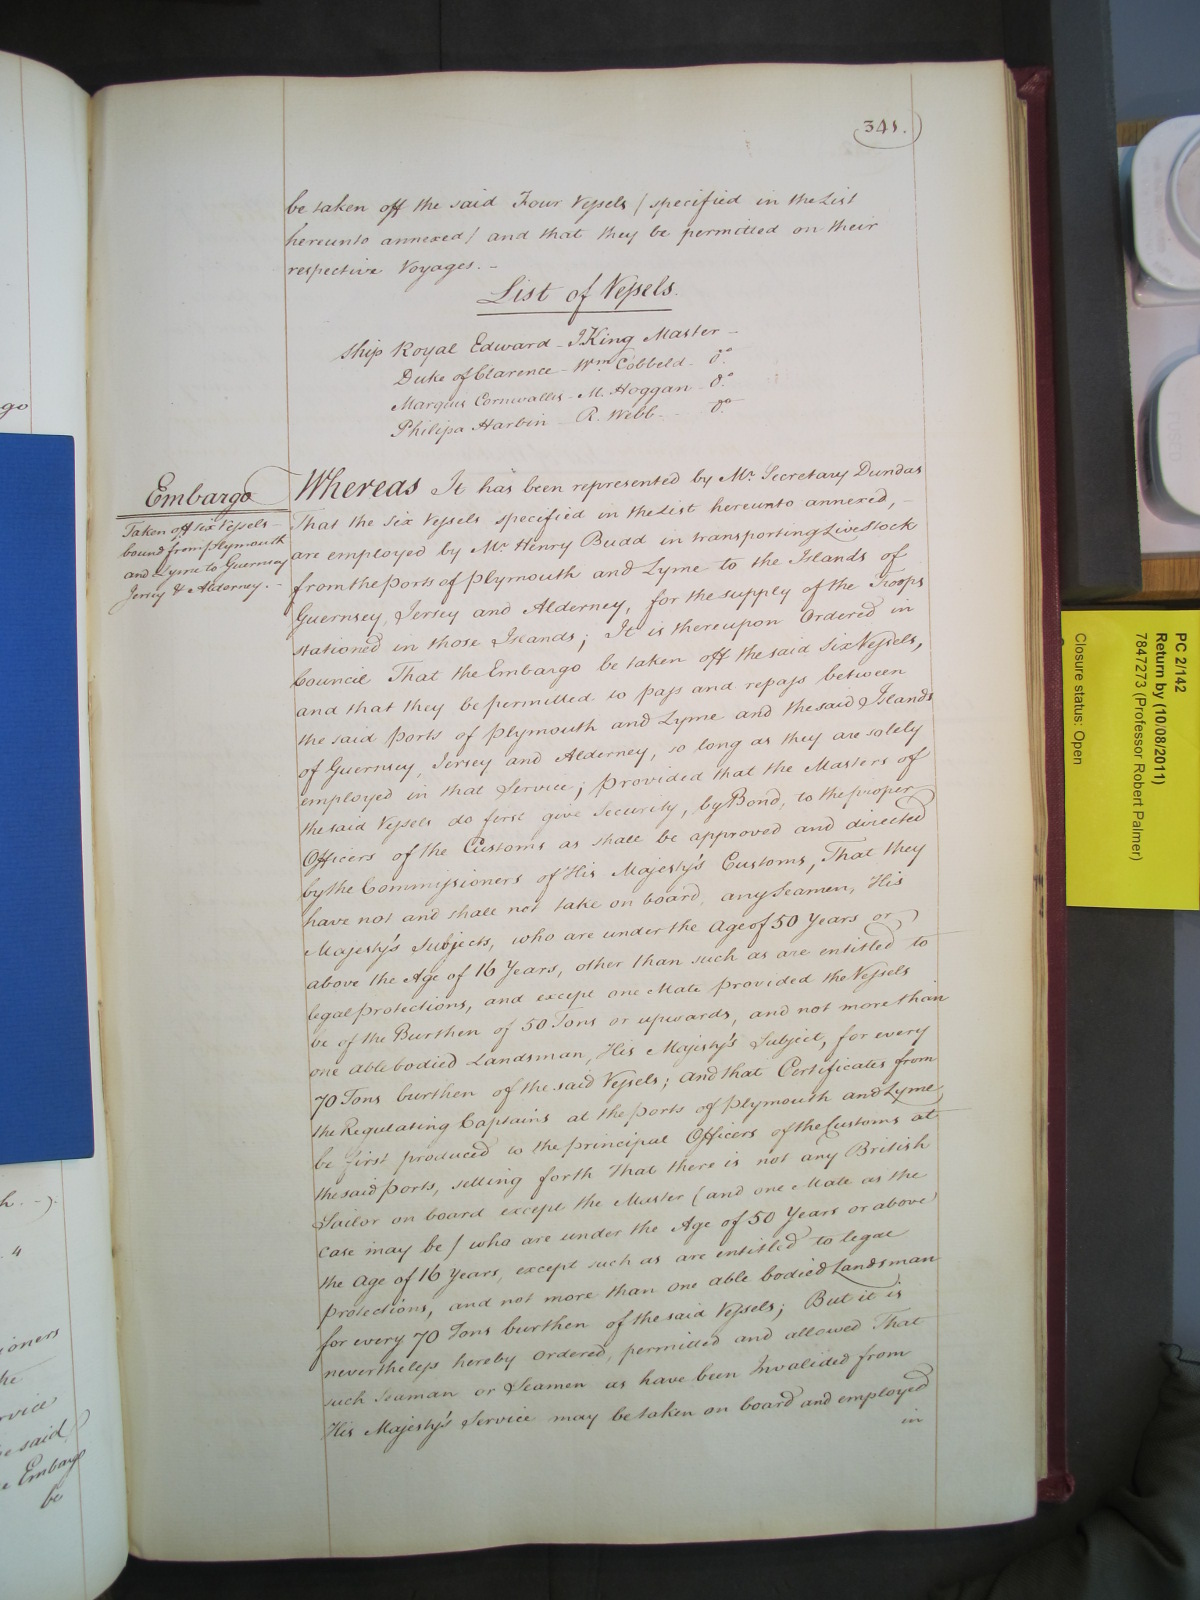 341.
be taken off the said Four Vessels (specified in the List
hereunto annexed) and that they be permitted on their
respective Voyages. -
List of Vessels.
Ship Royal Edward - J King Master -
Duke of Clarence - Wm. Cobbeld - do
Marquis Cornwallis - M. Hoggan - do
Philipa Harbin - R. Webb - do
Embargo
Taken off six Vessels -
bound from Plymouth
and Lyme to Guernsey
Jersey & Alderney. -
Whereas It has been represented by Mr. Secretary Dundas
That the Six Vessels specified in the List hereunto annexed,
are employed by Mr. Henry Budd in transporting Live Stock
from the Ports of Plymouth and Lyme to the Islands of
Guernsey, Jersey and Alderney, for the supply of the Troops
stationed in those Islands; It is thereupon Ordered in
Council That the Embargo be taken off the said six Vessels,
and that they be permitted to pass and repass between
the said Ports of Plymouth and Lyme and the said Islands
of Guernsey, Jersey and Alderney, so long as they are solely
employed in that Service; provided that the Masters of
the said Vessels do first give Security, by Bond, to the proper
Officers of the Customs as shall be approved and directed
by the Commissioners of His Majesty's Customs, That they
have not and shall not take on board, any Seamen, His
Majesty's Subjects, who are under the Age of 50 Years or
above the Age of 16 Years, other than such as are entitled to
legal protections, and except one Mate provided the Vessels
be of the Burthen of 50 Tons or upwards, and not more than
one able bodied Landsman, His Majesty's Subject, for every
70 Tons burthen of the said Vessels; and that Certificates from
the Regulating Captains at the ports of Plymouth and Lyme
be first produced to the principal Officers of the Customs at
the said Ports, setting forth That there is not any British
Sailor on board except the Master (and one Mate as the
case may be) who are under the Age of 50 Years or above
the Age of 16 Years, except such as are entitled to legal
protections, and not more than one able bodied Landsman
for every 70 Tons burthen of the said Vessels; But it is
nevertheless hereby Ordered, permitted and allowed That
such Seaman or Seamen as have been Invalided from
His Majesty's Service may be taken on board and employed
in
go
h. -).
4
ioners
he
rvice
e said
e Embargo
be
PC 2/142
Return by (10/08/2011)
7847273 (Professor Robert Palmer)
Closure status: Open